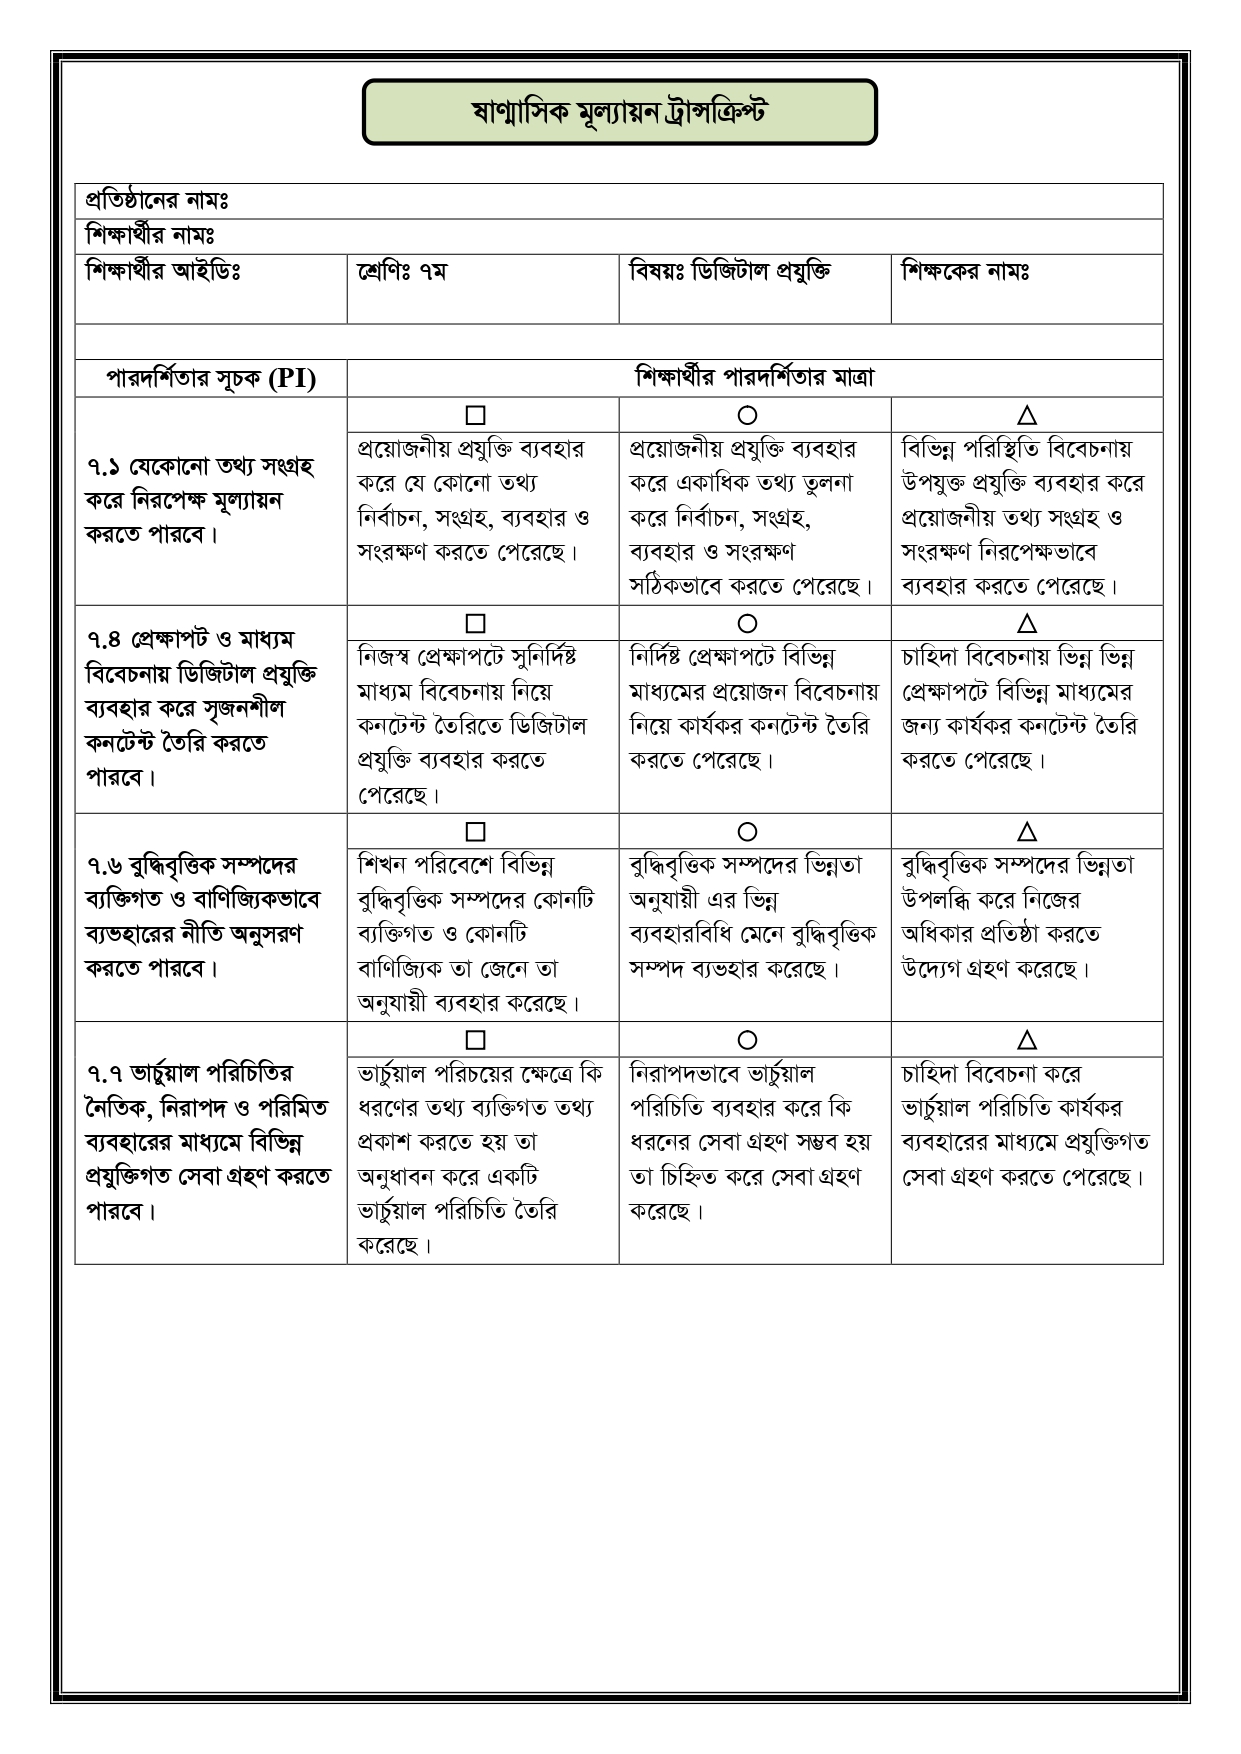 ষাণ্মাসিক মূল্যায়ন ট্রান্সক্রিপ্ট
প্রতিষ্ঠানের নামঃ
শিক্ষার্থীর নামঃ
শিক্ষার্থীর আইডিঃ
শ্রেণিঃ ৭ম
বিষয়ঃ ডিজিটাল প্রযুক্তি
শিক্ষকের নামঃ
পারদর্শিতার সূচক (PI)
শিক্ষার্থীর পারদর্শিতার মাত্রা
৭.১ যেকোনো তথ্য সংগ্রহ
করে নিরপেক্ষ মূল্যায়ন
করতে পারবে।
□
প্রয়োজনীয় প্রযুক্তি ব্যবহার
করে যে কোনো তথ্য
নির্বাচন, সংগ্রহ, ব্যবহার ও
সংরক্ষণ করতে পেরেছে।
○
প্রয়োজনীয় প্রযুক্তি ব্যবহার
করে একাধিক তথ্য তুলনা
করে নির্বাচন, সংগ্রহ,
ব্যবহার ও সংরক্ষণ
সঠিকভাবে করতে পেরেছে।
△
বিভিন্ন পরিস্থিতি বিবেচনায়
উপযুক্ত প্রযুক্তি ব্যবহার করে
প্রয়োজনীয় তথ্য সংগ্রহ ও
সংরক্ষণ নিরপেক্ষভাবে
ব্যবহার করতে পেরেছে।
৭.৪ প্রেক্ষাপট ও মাধ্যম
বিবেচনায় ডিজিটাল প্রযুক্তি
ব্যবহার করে সৃজনশীল
কনটেন্ট তৈরি করতে
পারবে।
□
নিজস্ব প্রেক্ষাপটে সুনির্দিষ্ট
মাধ্যম বিবেচনায় নিয়ে
কনটেন্ট তৈরিতে ডিজিটাল
প্রযুক্তি ব্যবহার করতে
পেরেছে।
○
নির্দিষ্ট প্রেক্ষাপটে বিভিন্ন
মাধ্যমের প্রয়োজন বিবেচনায়
নিয়ে কার্যকর কনটেন্ট তৈরি
করতে পেরেছে।
△
চাহিদা বিবেচনায় ভিন্ন ভিন্ন
প্রেক্ষাপটে বিভিন্ন মাধ্যমের
জন্য কার্যকর কনটেন্ট তৈরি
করতে পেরেছে।
৭.৬ বুদ্ধিবৃত্তিক সম্পদের
ব্যক্তিগত ও বাণিজ্যিকভাবে
ব্যভহারের নীতি অনুসরণ
করতে পারবে।
□
শিখন পরিবেশে বিভিন্ন
বুদ্ধিবৃত্তিক সম্পদের কোনটি
ব্যক্তিগত ও কোনটি
বাণিজ্যিক তা জেনে তা
অনুযায়ী ব্যবহার করেছে।
○
বুদ্ধিবৃত্তিক সম্পদের ভিন্নতা
অনুযায়ী এর ভিন্ন
ব্যবহারবিধি মেনে বুদ্ধিবৃত্তিক
সম্পদ ব্যভহার করেছে।
△
বুদ্ধিবৃত্তিক সম্পদের ভিন্নতা
উপলব্ধি করে নিজের
অধিকার প্রতিষ্ঠা করতে
উদ্যেগ গ্রহণ করেছে।
৭.৭ ভার্চুয়াল পরিচিতির
নৈতিক, নিরাপদ ও পরিমিত
ব্যবহারের মাধ্যমে বিভিন্ন
প্রযুক্তিগত সেবা গ্রহণ করতে
পারবে।
□
ভার্চুয়াল পরিচয়ের ক্ষেত্রে কি
ধরণের তথ্য ব্যক্তিগত তথ্য
প্রকাশ করতে হয় তা
অনুধাবন করে একটি
ভার্চুয়াল পরিচিতি তৈরি
করেছে।
○
নিরাপদভাবে ভার্চুয়াল
পরিচিতি ব্যবহার করে কি
ধরনের সেবা গ্রহণ সম্ভব হয়
তা চিহ্নিত করে সেবা গ্রহণ
করেছে।
△
চাহিদা বিবেচনা করে
ভার্চুয়াল পরিচিতি কার্যকর
ব্যবহারের মাধ্যমে প্রযুক্তিগত
সেবা গ্রহণ করতে পেরেছে।